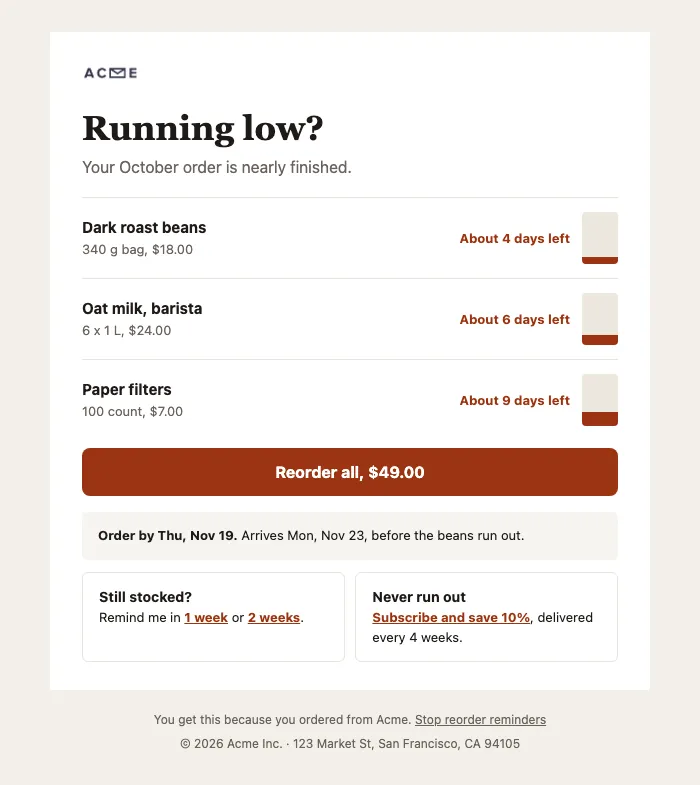 ACME
Running low?
Your October order is nearly finished.
Dark roast beans
340 g bag, $18.00
About 4 days left
Oat milk, barista
6 x 1 L, $24.00
About 6 days left
Paper filters
100 count, $7.00
About 9 days left
Reorder all, $49.00
Order by Thu, Nov 19. Arrives Mon, Nov 23, before the beans run out.
Still stocked?
Remind me in 1 week or 2 weeks.
Never run out
Subscribe and save 10%, delivered
every 4 weeks.
You get this because you ordered from Acme. Stop reorder reminders
© 2026 Acme Inc. · 123 Market St, San Francisco, CA 94105